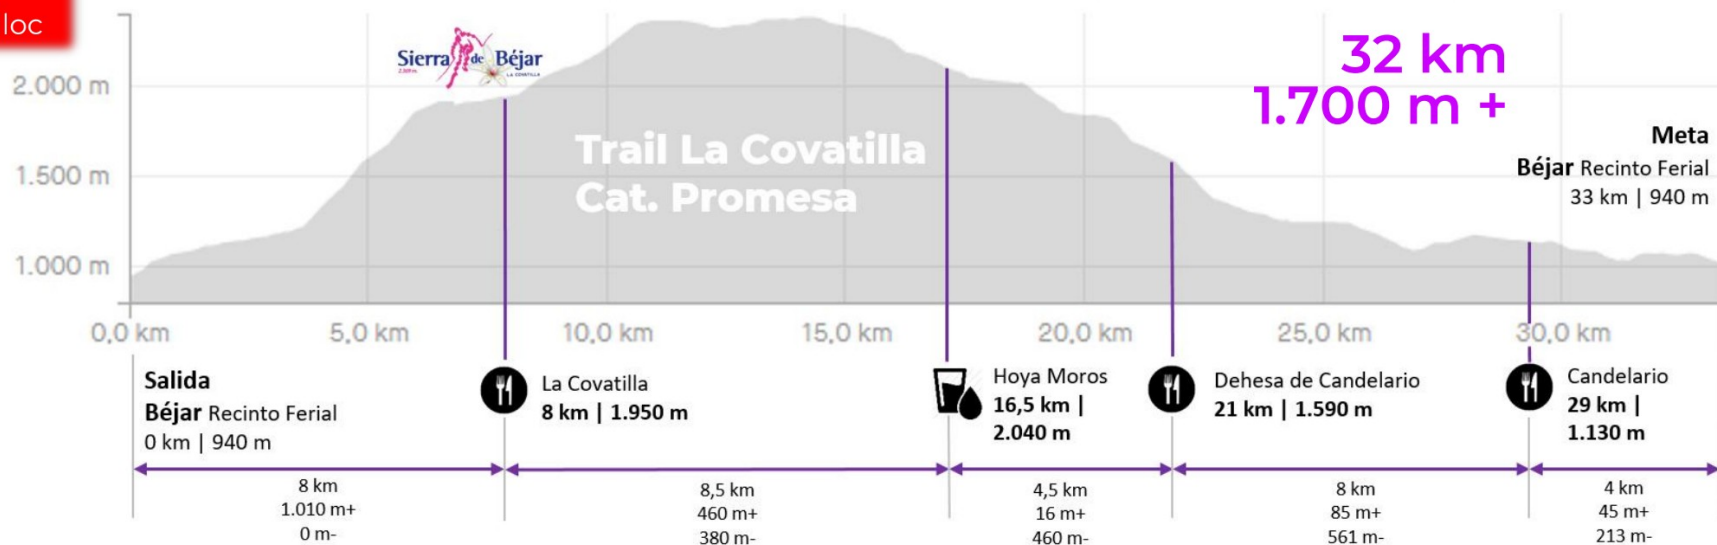 loc
Sierra de Béjar
LA COVATILLA
32 km
1.700 m +
Trail La Covatilla
Cat. Promesa
Meta
Béjar Recinto Ferial
33 km | 940 m
2.000 m
1.500 m
1.000 m
0,0 km
5,0 km
10,0 km
15,0 km
20,0 km
25,0 km
30,0 km
Salida
Béjar Recinto Ferial
0 km | 940 m
La Covatilla
8 km | 1.950 m
Hoya Moros
16,5 km |
2.040 m
Dehesa de Candelario
21 km | 1.590 m
Candelario
29 km |
1.130 m
8 km
1.010 m+
0 m-
8,5 km
460 m+
380 m-
4,5 km
16 m+
460 m-
8 km
85 m+
561 m-
4 km
45 m+
213 m-